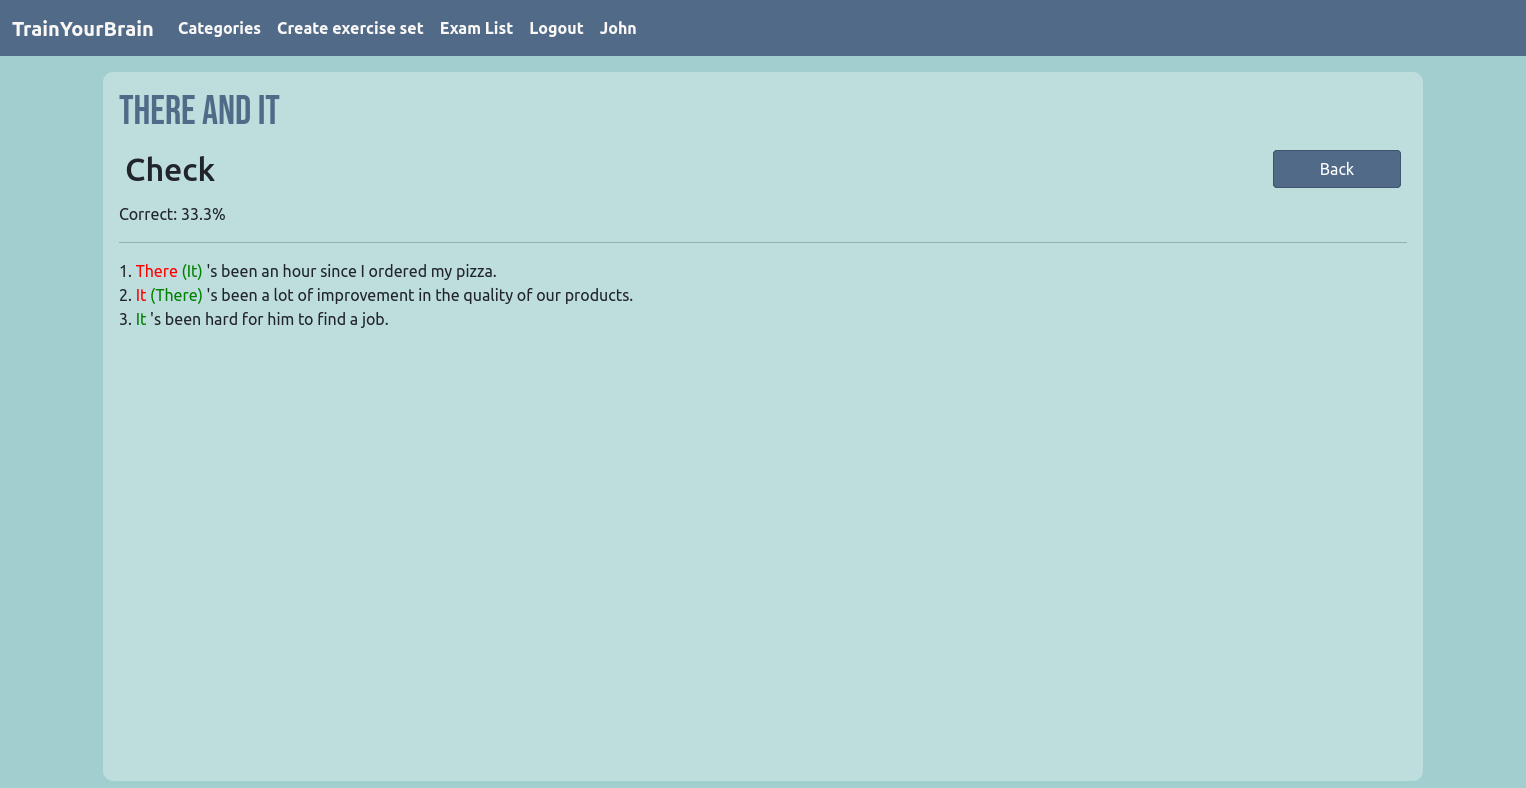 TrainYourBrain Categories Create exercise set Exam List Logout John
THERE AND IT
Check
Back
Correct: 33.3%
1. There (It) 's been an hour since I ordered my pizza.
2. It (There) 's been a lot of improvement in the quality of our products.
3. It 's been hard for him to find a job.